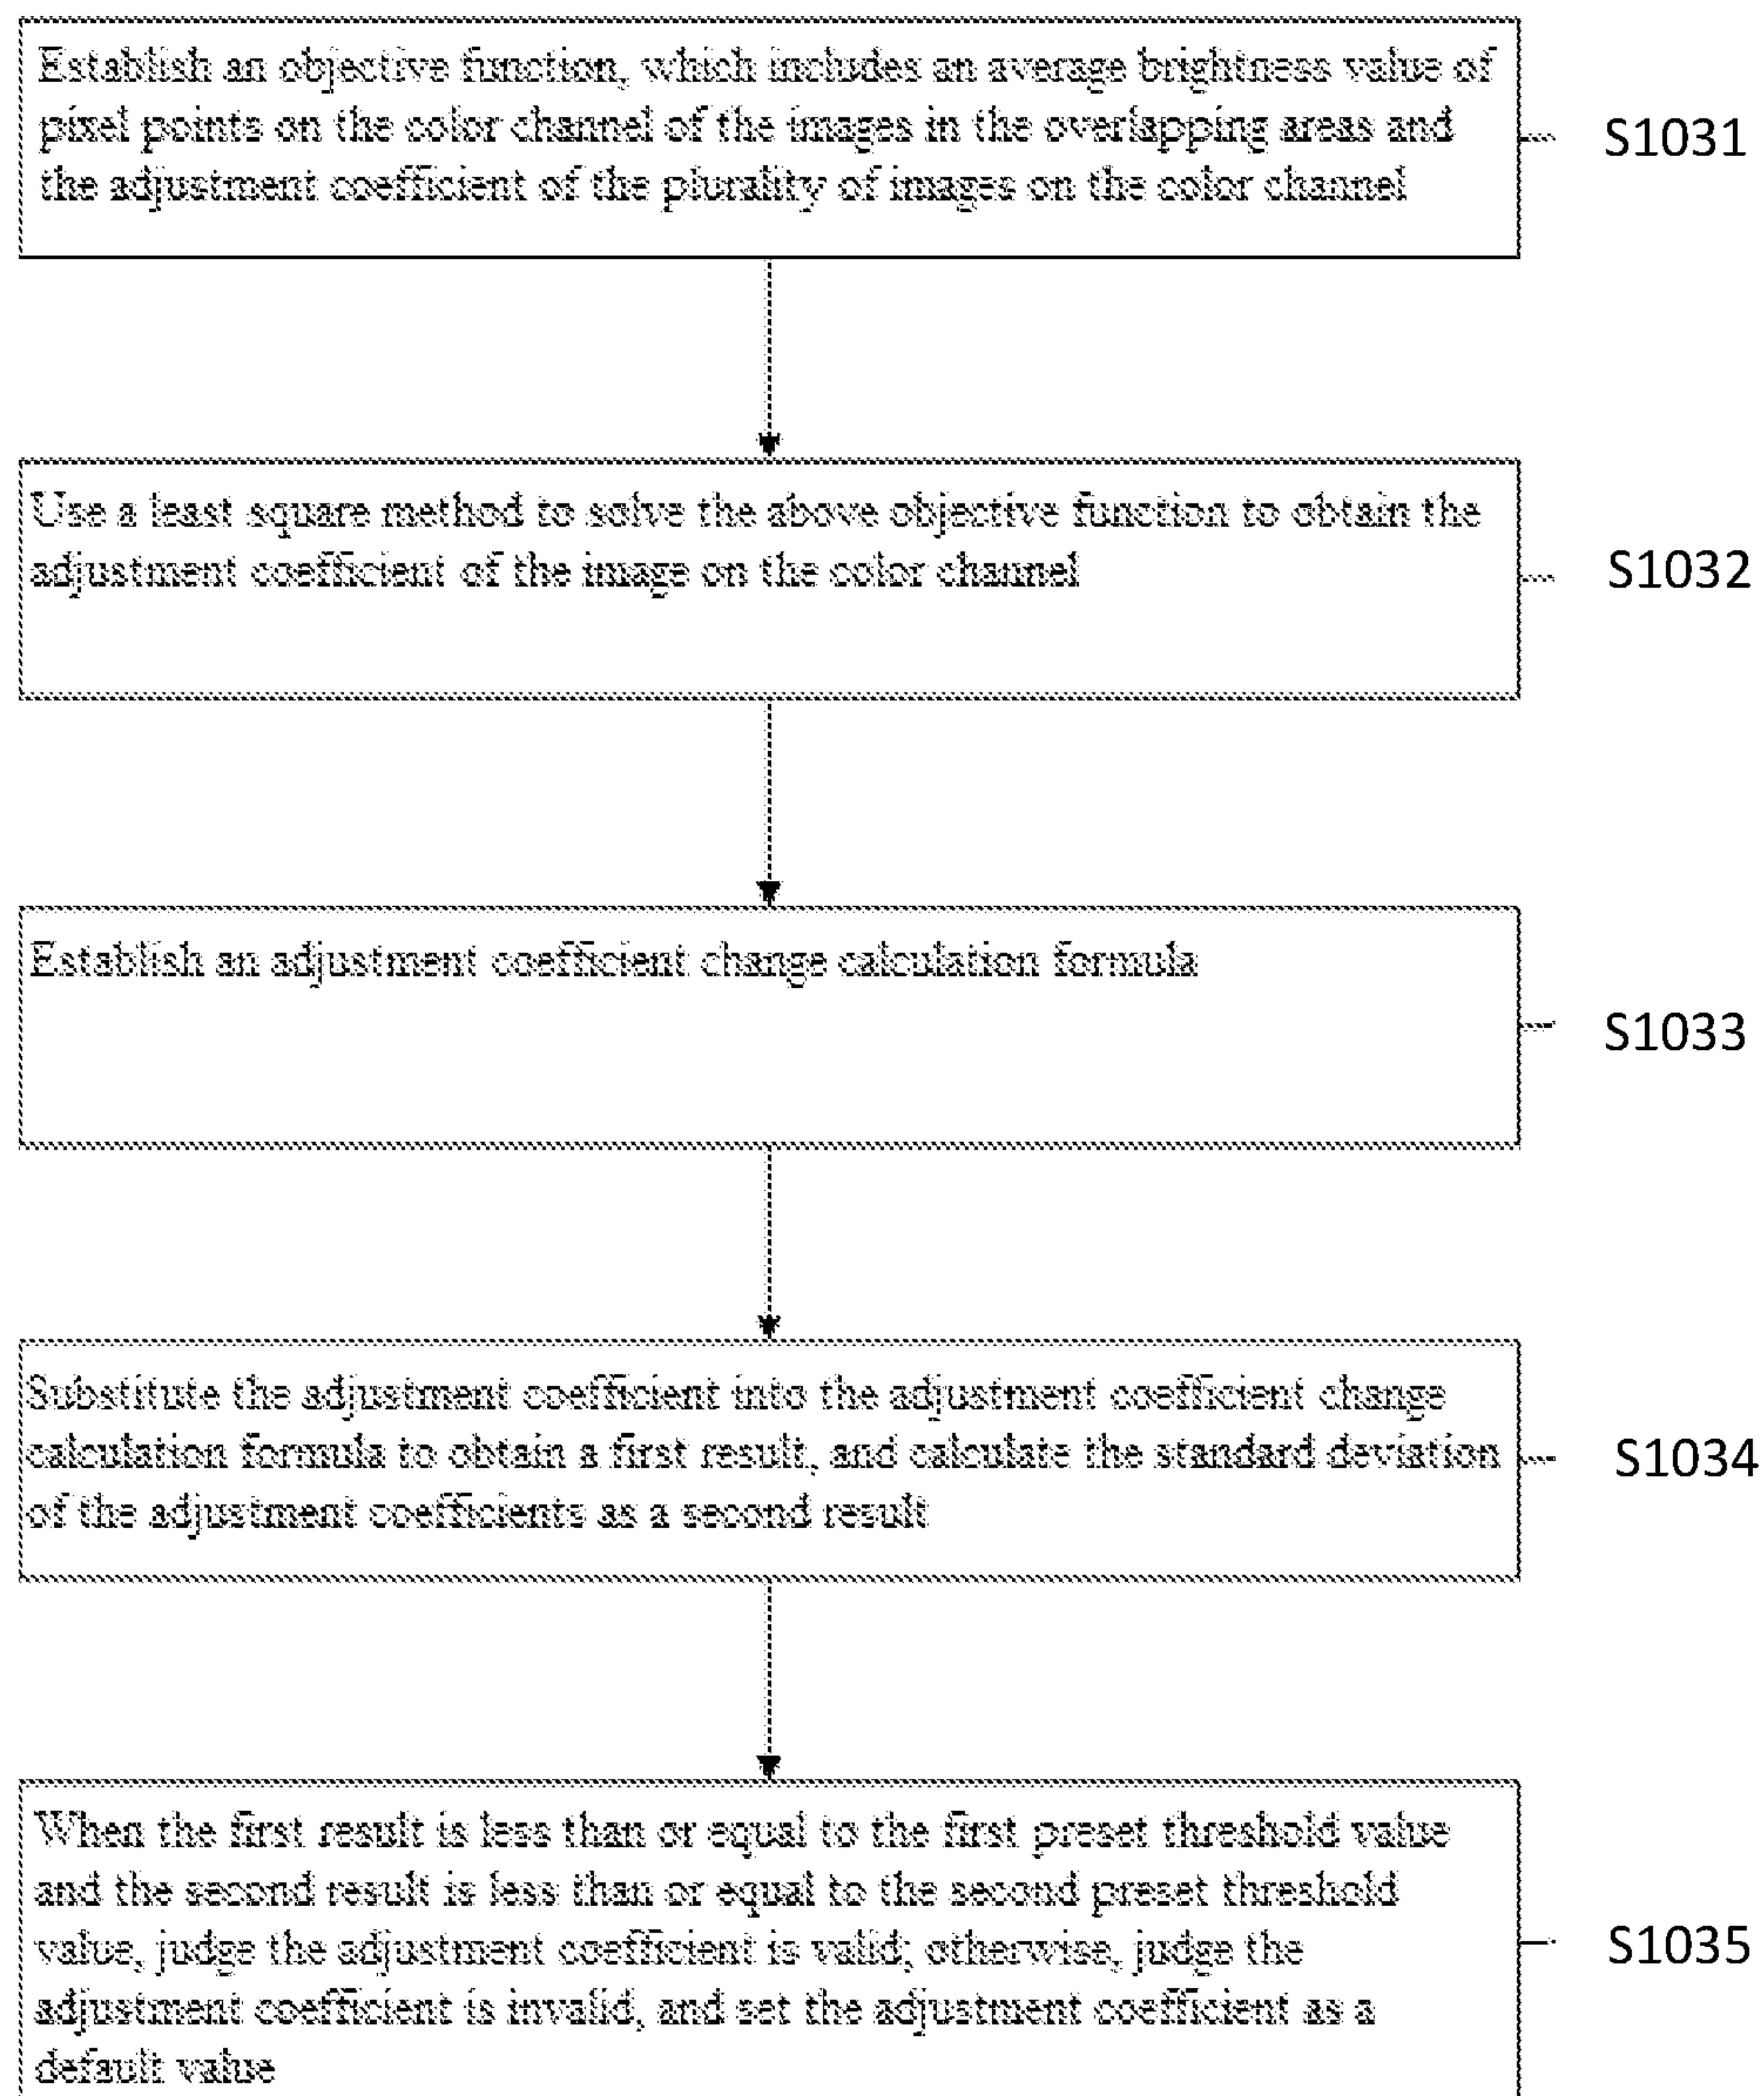 Establish an objective function, which includes an average brightness value of
pixel points on the color channel of the images in the overlapping areas and
the adjustment coefficient of the plurality of images on the color channel
S1031
Use a least square method to solve the above objective function to obtain the
adjustment coefficient of the image on the color channel
S1032
Establish an adjustment coefficient change calculation formula
S1033
Substitute the adjustment coefficient into the adjustment coefficient change
calculation formula to obtain a first result, and calculate the standard deviation
of the adjustment coefficients as a second result
S1034
When the first result is less than or equal to the first preset threshold value
and the second result is less than or equal to the second preset threshold
value, judge the adjustment coefficient is valid; otherwise, judge the
adjustment coefficient is invalid, and set the adjustment coefficient as a
default value
S1035